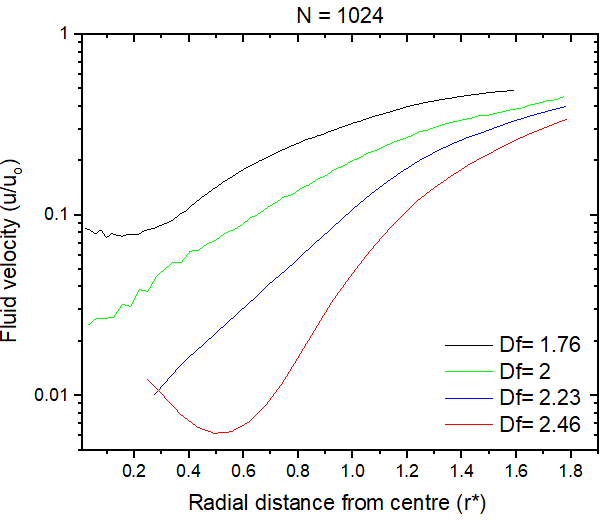 N = 1024
1
0.1
0.01
Fluid velocity (u/u₀)
0.2 0.4 0.6 0.8 1.0 1.2 1.4 1.6 1.8
Radial distance from centre (r*)
Df= 1.76
Df= 2
Df= 2.23
Df= 2.46